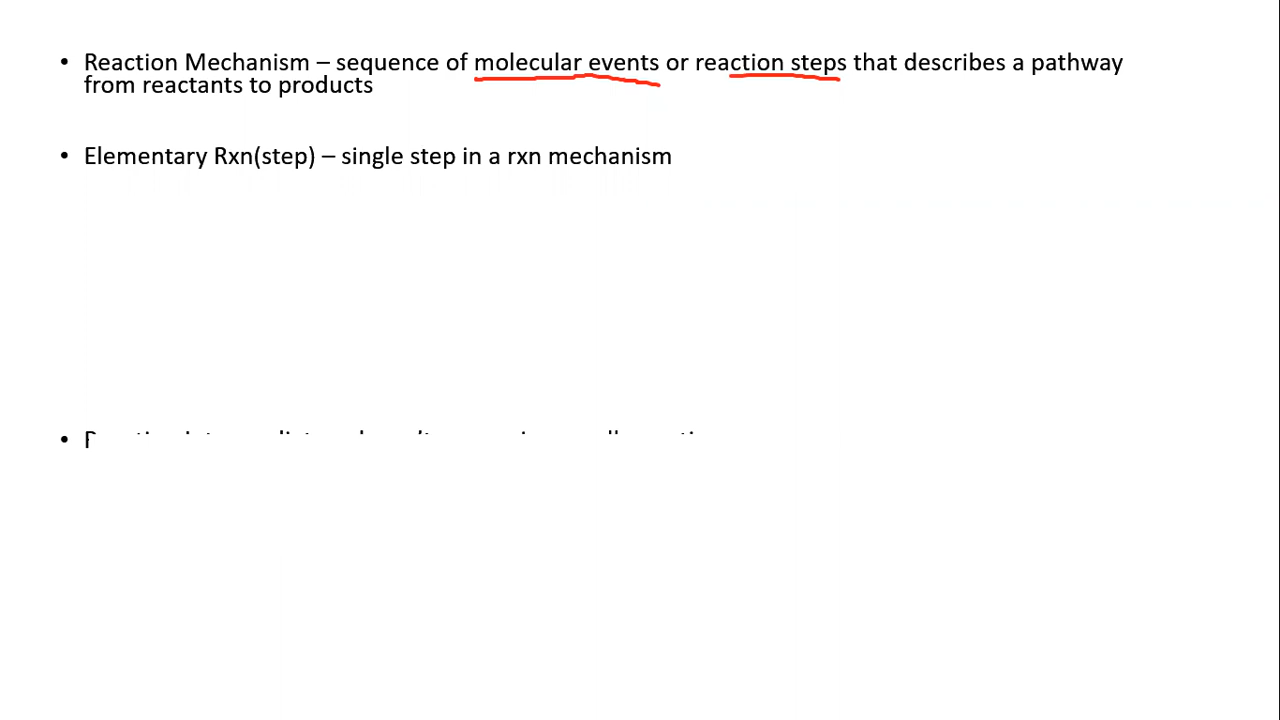 • Reaction Mechanism – sequence of molecular events or reaction steps that describes a pathway
from reactants to products
• Elementary Rxn(step) – single step in a rxn mechanism